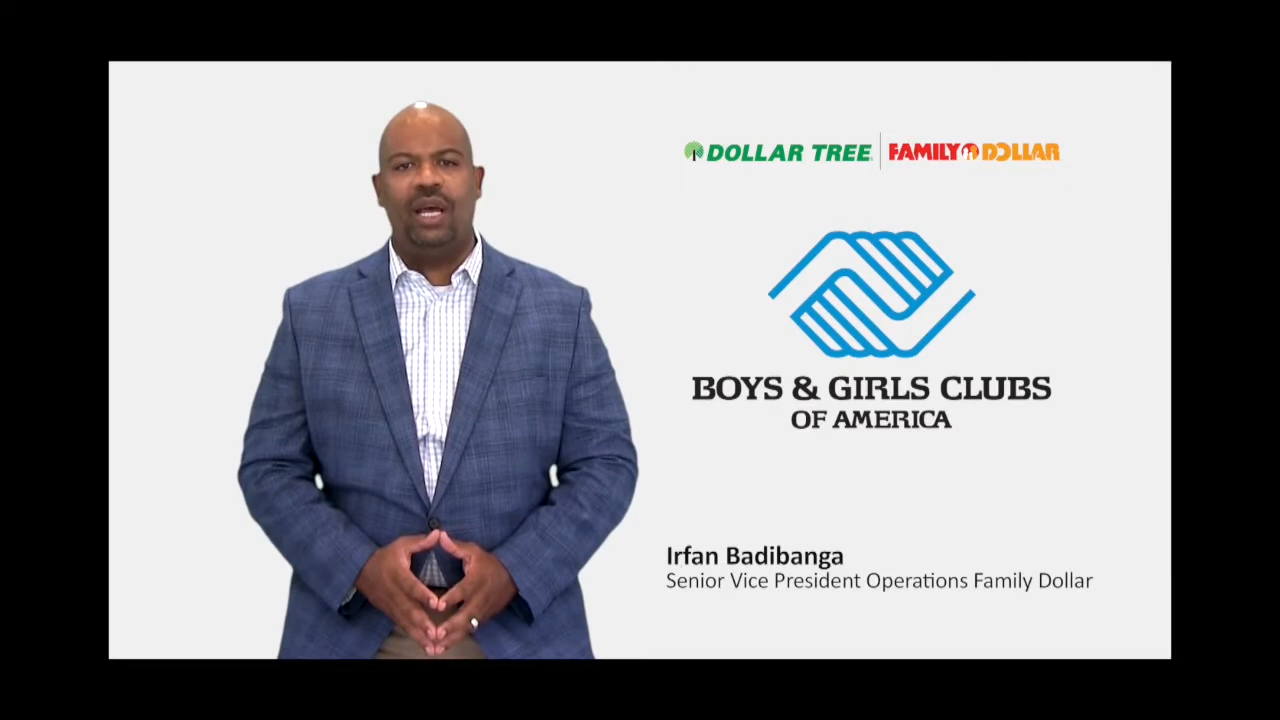 DOLLAR TREE
FAMILY DOLLAR
BOYS & GIRLS CLUBS
OF AMERICA
Irfan Badibanga
Senior Vice President Operations Family Dollar